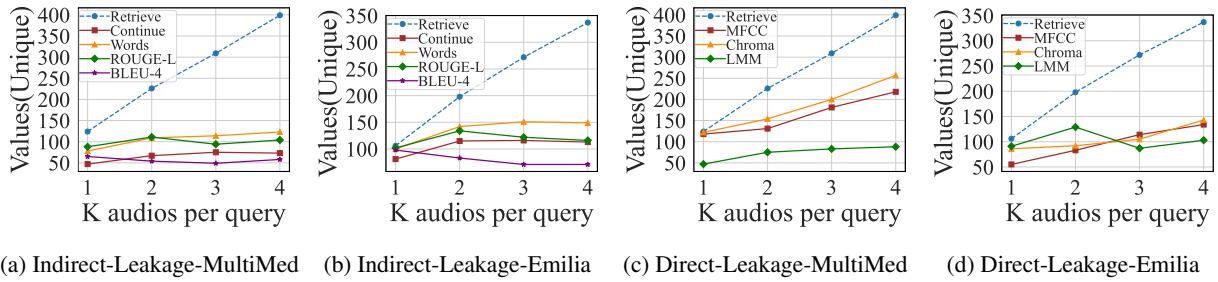 Values(Unique)
400
350
300
250
200
150
100
50
Retrieve
Continue
Words
ROUGE-L
BLEU-4
1 2 3 4
K audios per query
(a) Indirect-Leakage-MultiMed
Values(Unique)
350
300
250
200
150
100
Retrieve
Continue
Words
ROUGE-L
BLEU-4
1 2 3 4
K audios per query
(b) Indirect-Leakage-Emilia
Values(Unique)
400
350
300
250
200
150
100
50
Retrieve
MFCC
Chroma
LMM
1 2 3 4
K audios per query
(c) Direct-Leakage-MultiMed
Values(Unique)
350
300
250
200
150
100
50
Retrieve
MFCC
Chroma
LMM
1 2 3 4
K audios per query
(d) Direct-Leakage-Emilia